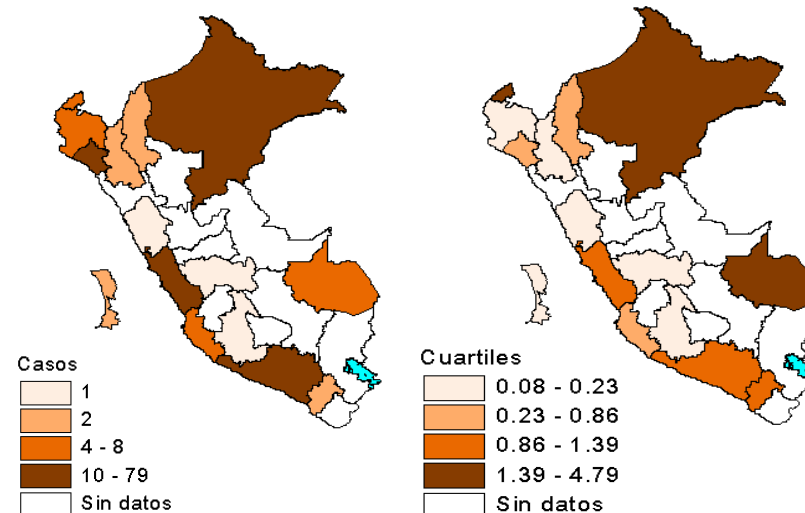 Casos
1
2
4 - 8
10 - 79
Sin datos
Cuartiles
0.08 - 0.23
0.23 - 0.86
0.86 - 1.39
1.39 - 4.79
Sin datos